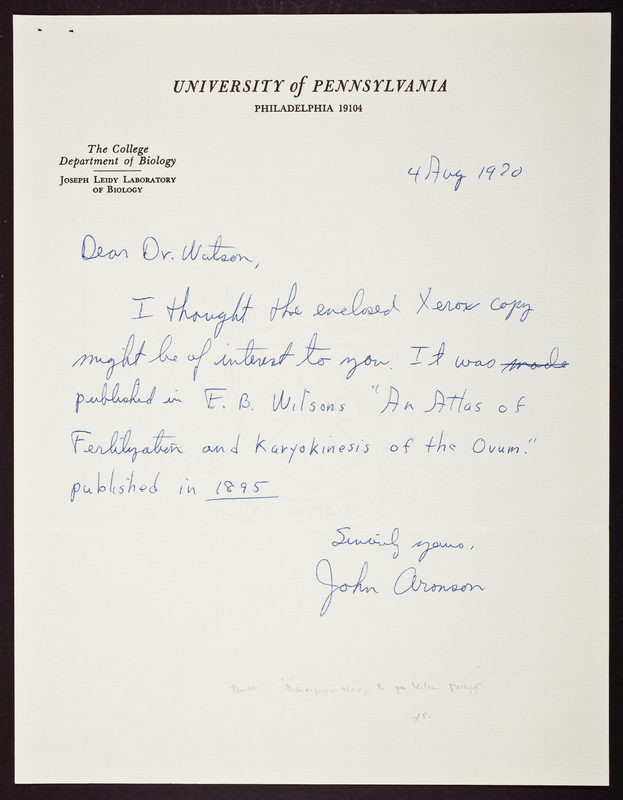 UNIVERSITY of PENNSYLVANIA
PHILADELPHIA 19104
The College
Department of Biology
JOSEPH LEIDY LABORATORY
OF BIOLOGY
4 Aug 1970
Dear Dr. Watson,
I thought the enclosed Xerox copy
might be of interest to you. It was made
published in E. B. Wilsons "An Atlas of
Fertilization and Karyokinesis of the Ovum."
published in 1895
Sincerely yours,
John Aronson